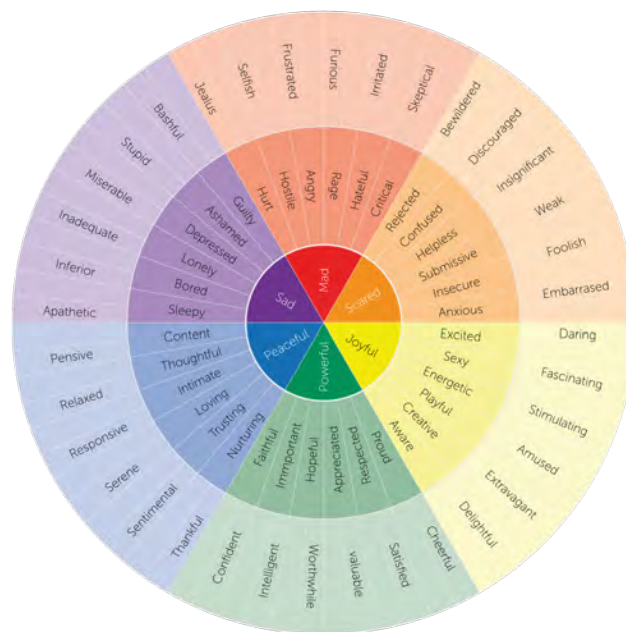 Mad
Scared
Joyful
Powerful
Peaceful
Sad
Hurt
Hostile
Angry
Rage
Hateful
Critical
Rejected
Confused
Helpless
Submissive
Insecure
Anxious
Excited
Sexy
Energetic
Playful
Creative
Aware
Proud
Respected
Appreciated
Hopeful
Immportant
Faithful
Nurturing
Trusting
Loving
Intimate
Thoughtful
Content
Sleepy
Bored
Lonely
Depressed
Ashamed
Guilty
Jealus
Selfish
Frustrated
Furious
Irritated
Skeptical
Bewildered
Discouraged
Insignificant
Weak
Foolish
Embarrased
Daring
Fascinating
Stimulating
Amused
Extravagant
Delightful
Cheerful
Satisfied
valuable
Worthwhile
Intelligent
Confident
Thankful
Sentimental
Serene
Responsive
Relaxed
Pensive
Apathetic
Inferior
Inadequate
Miserable
Stupid
Bashful